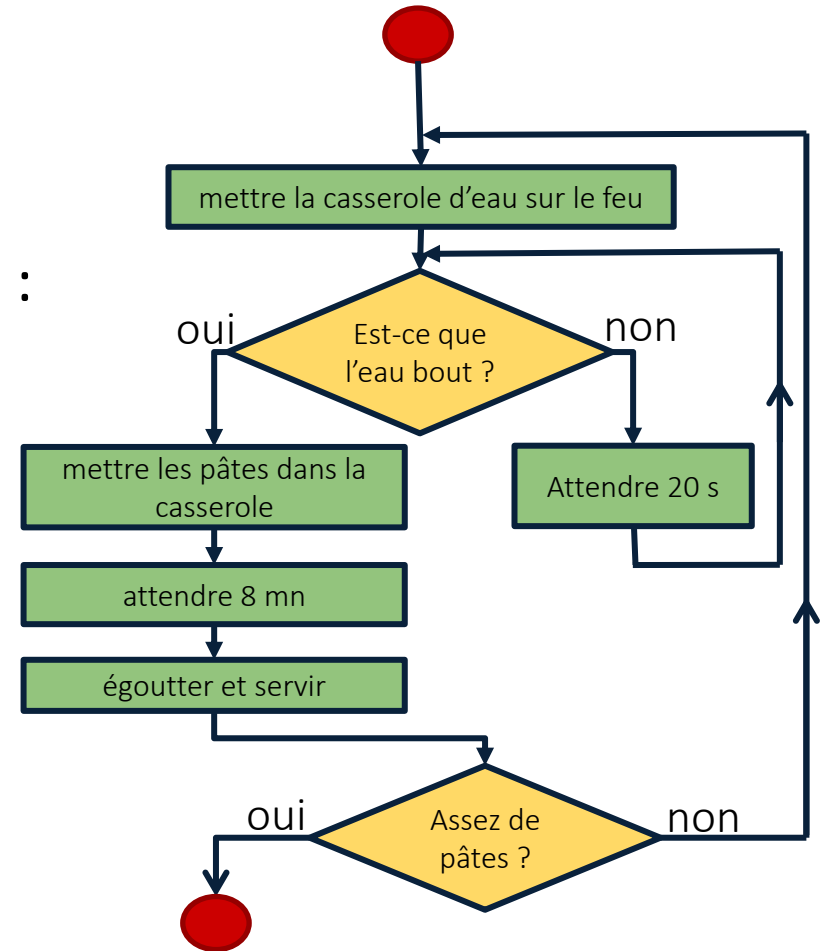 mettre la casserole d'eau sur le feu
:
oui
Est-ce que
l'eau bout ?
non
mettre les pâtes dans la
casserole
Attendre 20 s
attendre 8 mn
égoutter et servir
oui
Assez de
pâtes ?
non